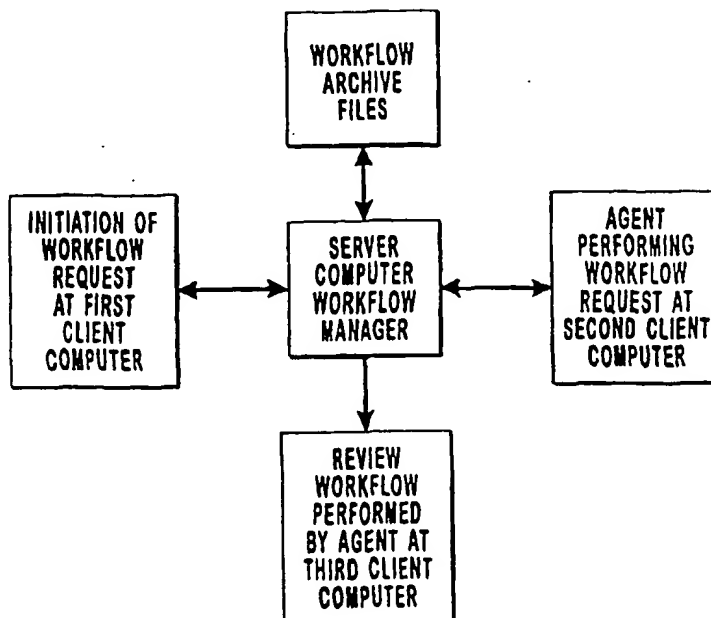 WORKFLOW
ARCHIVE
FILES
INITIATION OF
WORKFLOW
REQUEST
AT FIRST
CLIENT
COMPUTER
SERVER
COMPUTER
WORKFLOW
MANAGER
AGENT
PERFORMING
WORKFLOW
REQUEST AT
SECOND CLIENT
COMPUTER
REVIEW
WORKFLOW
PERFORMED
BY AGENT AT
THIRD CLIENT
COMPUTER